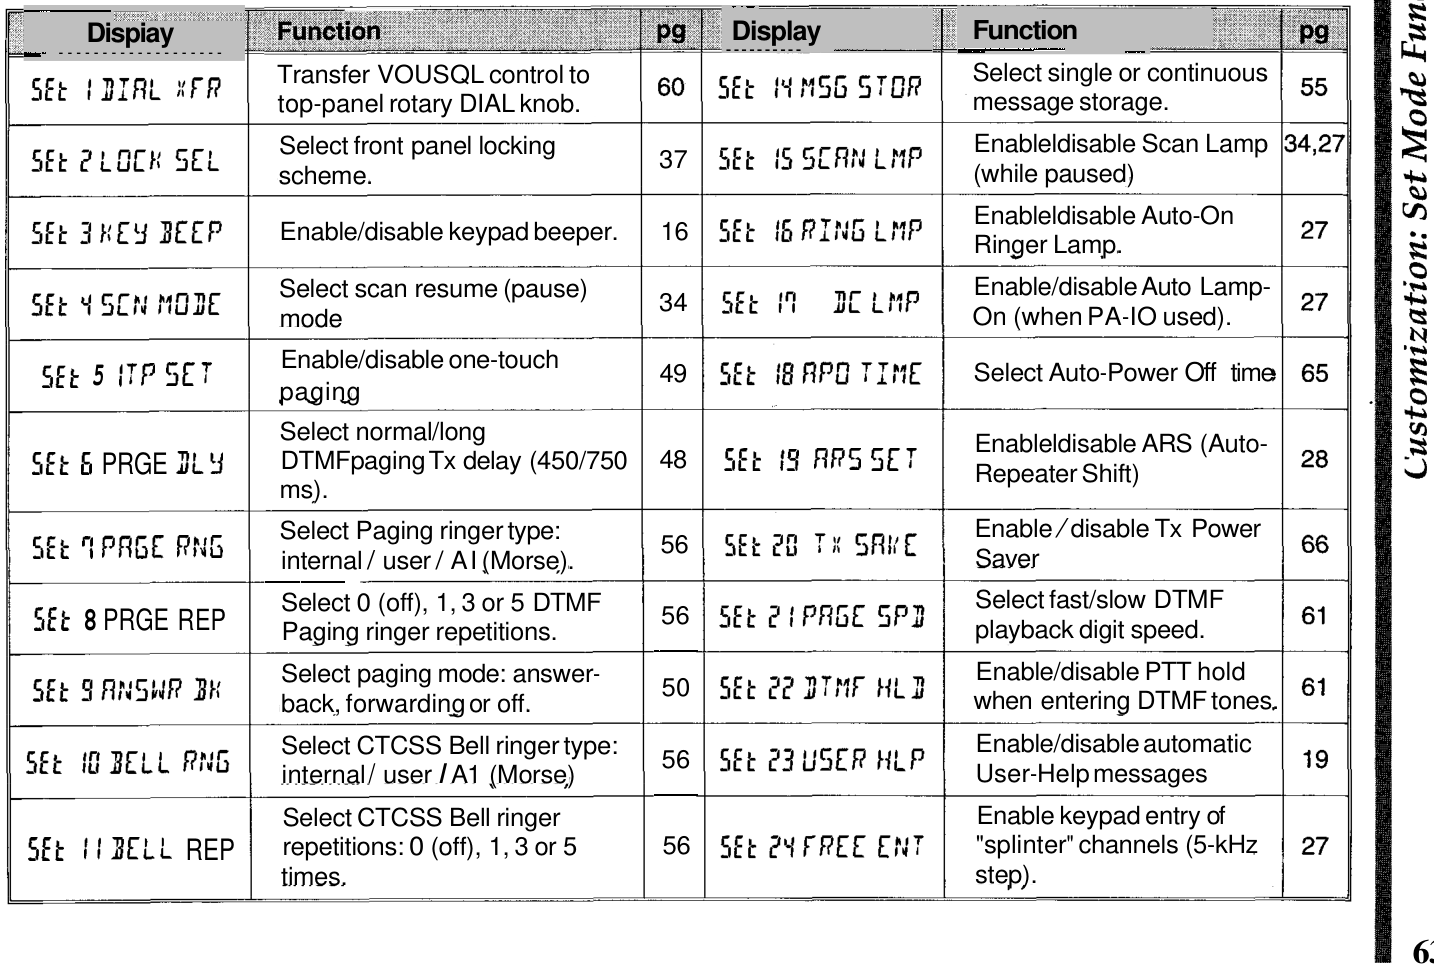 Dispiay Function pg Display Function pg
SEt 1 DIAL XFR Transfer VOUSQL control to top-panel rotary DIAL knob. 60 SEt 14 MSG STOR Select single or continuous message storage. 55
SEt 2 LOCK SEL Select front panel locking scheme. 37 SEt 15 SCAN LMP Enableldisable Scan Lamp (while paused) 34,27
SEt 3 KEY BEEP Enable/disable keypad beeper. 16 SEt 16 RING LMP Enableldisable Auto-On Ringer Lamp. 27
SEt 4 SCN MODE Select scan resume (pause) mode 34 SEt 17 DC LMP Enable/disable Auto Lamp-On (when PA-IO used). 27
SEt 5 1TP SET Enable/disable one-touch paging 49 SEt 18 APO TIME Select Auto-Power Off time 65
SEt 6 PRGE DLY Select normal/long DTMFpaging Tx delay (450/750 ms). 48 SEt 19 ARS SET Enableldisable ARS (Auto-Repeater Shift) 28
SEt 7 PAGE RNG Select Paging ringer type: internal / user / A I (Morse). 56 SEt 20 TX SAVE Enable / disable Tx Power Saver 66
SEt 8 PRGE REP Select 0 (off), 1, 3 or 5 DTMF Paging ringer repetitions. 56 SEt 21 PAGE SPD Select fast/slow DTMF playback digit speed. 61
SEt 9 ANSWR BK Select paging mode: answer-back, forwarding or off. 50 SEt 22 DTMF HLD Enable/disable PTT hold when entering DTMF tones. 61
SEt 10 BELL RNG Select CTCSS Bell ringer type: internal / user / A1 (Morse) 56 SEt 23 USER HLP Enable/disable automatic User-Help messages 19
SEt 11 BELL REP Select CTCSS Bell ringer repetitions: 0 (off), 1, 3 or 5 times. 56 SEt 24 FREE ENT Enable keypad entry of "splinter" channels (5-kHz step). 27
Customization: Set Mode Fun